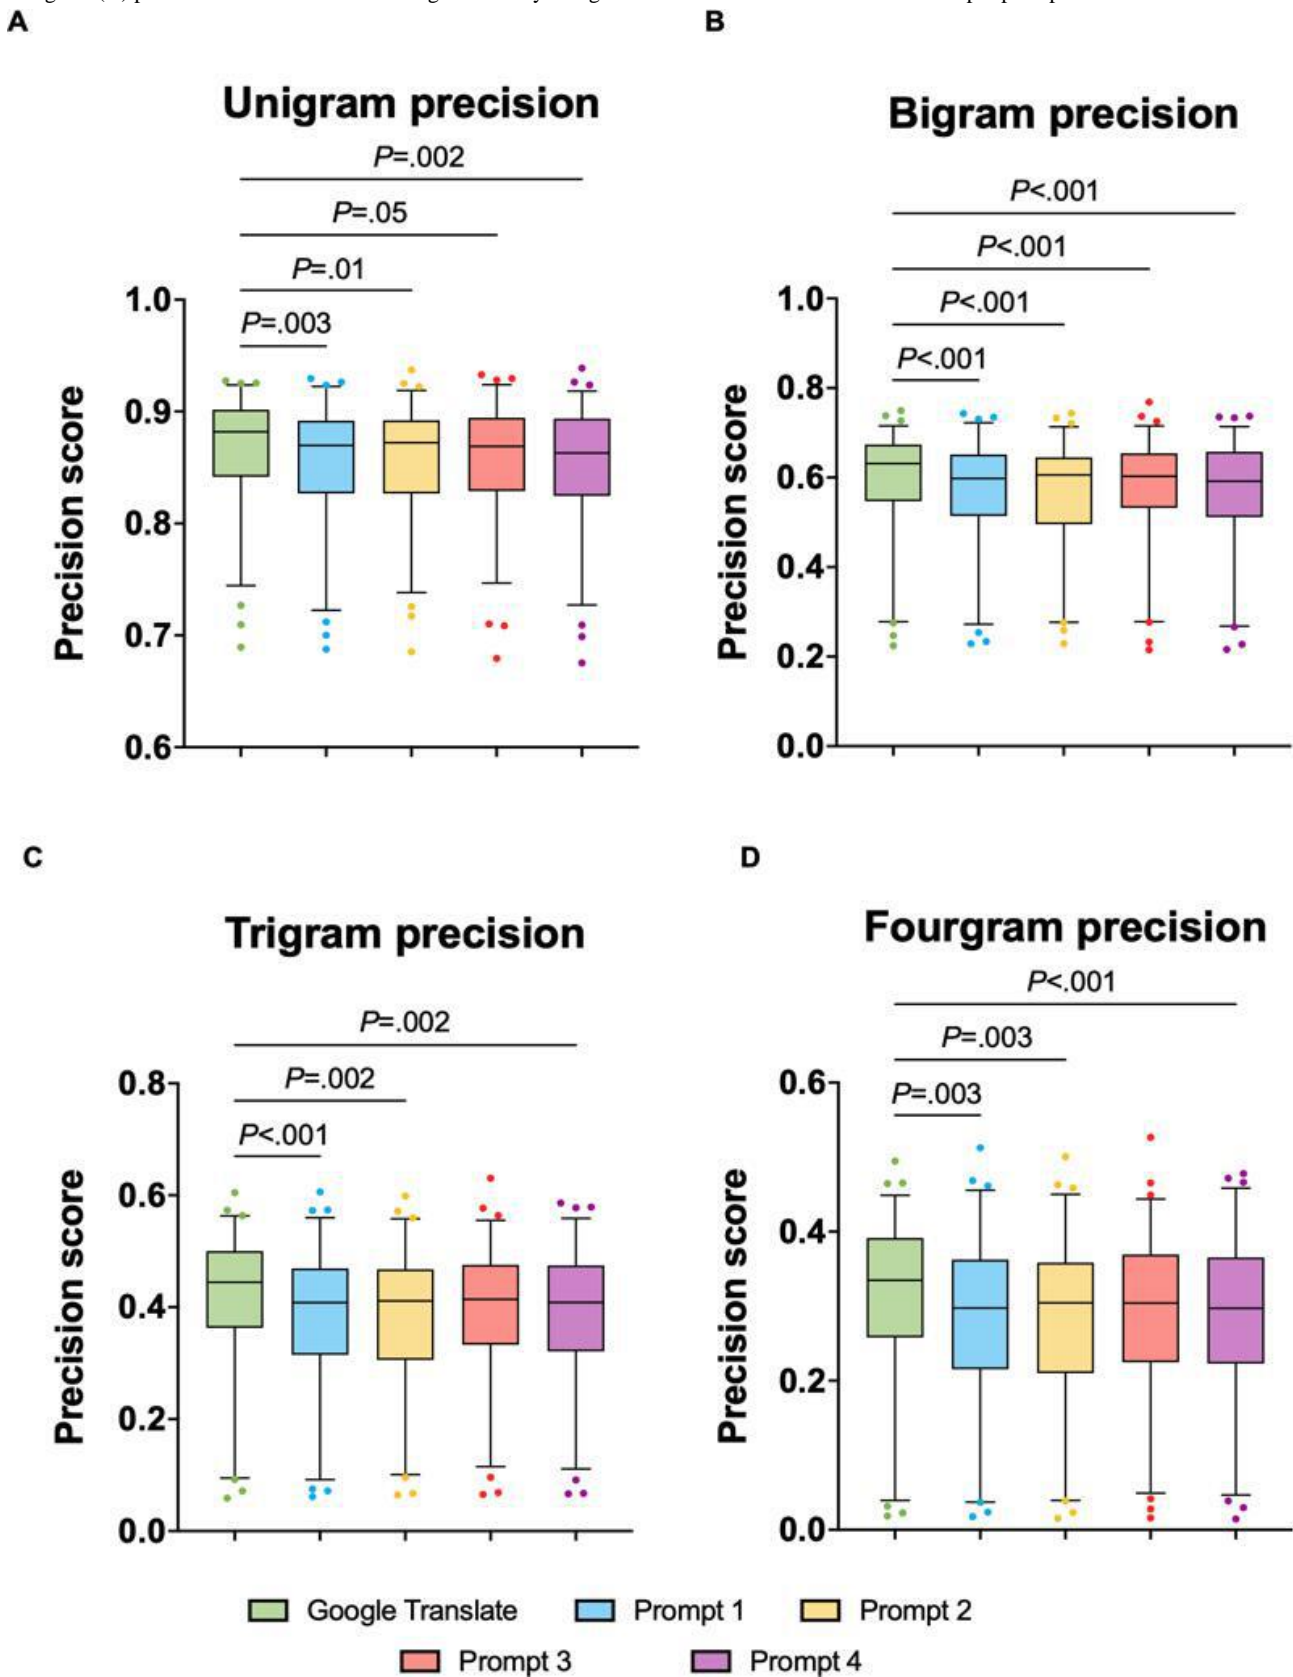 A
B
Unigram precision
P=.002
P=.05
P=.01
P=.003
1.0
0.9
0.8
0.7
0.6
Precision score
Bigram precision
P<.001
P<.001
P<.001
P<.001
1.0
0.8
0.6
0.4
0.2
0.0
Precision score
C
D
Trigram precision
P=.002
P=.002
P<.001
0.8
0.6
0.4
0.2
0.0
Precision score
Fourgram precision
P<.001
P=.003
P=.003
0.6
0.4
0.2
0.0
Precision score
Google Translate
Prompt 1
Prompt 2
Prompt 3
Prompt 4